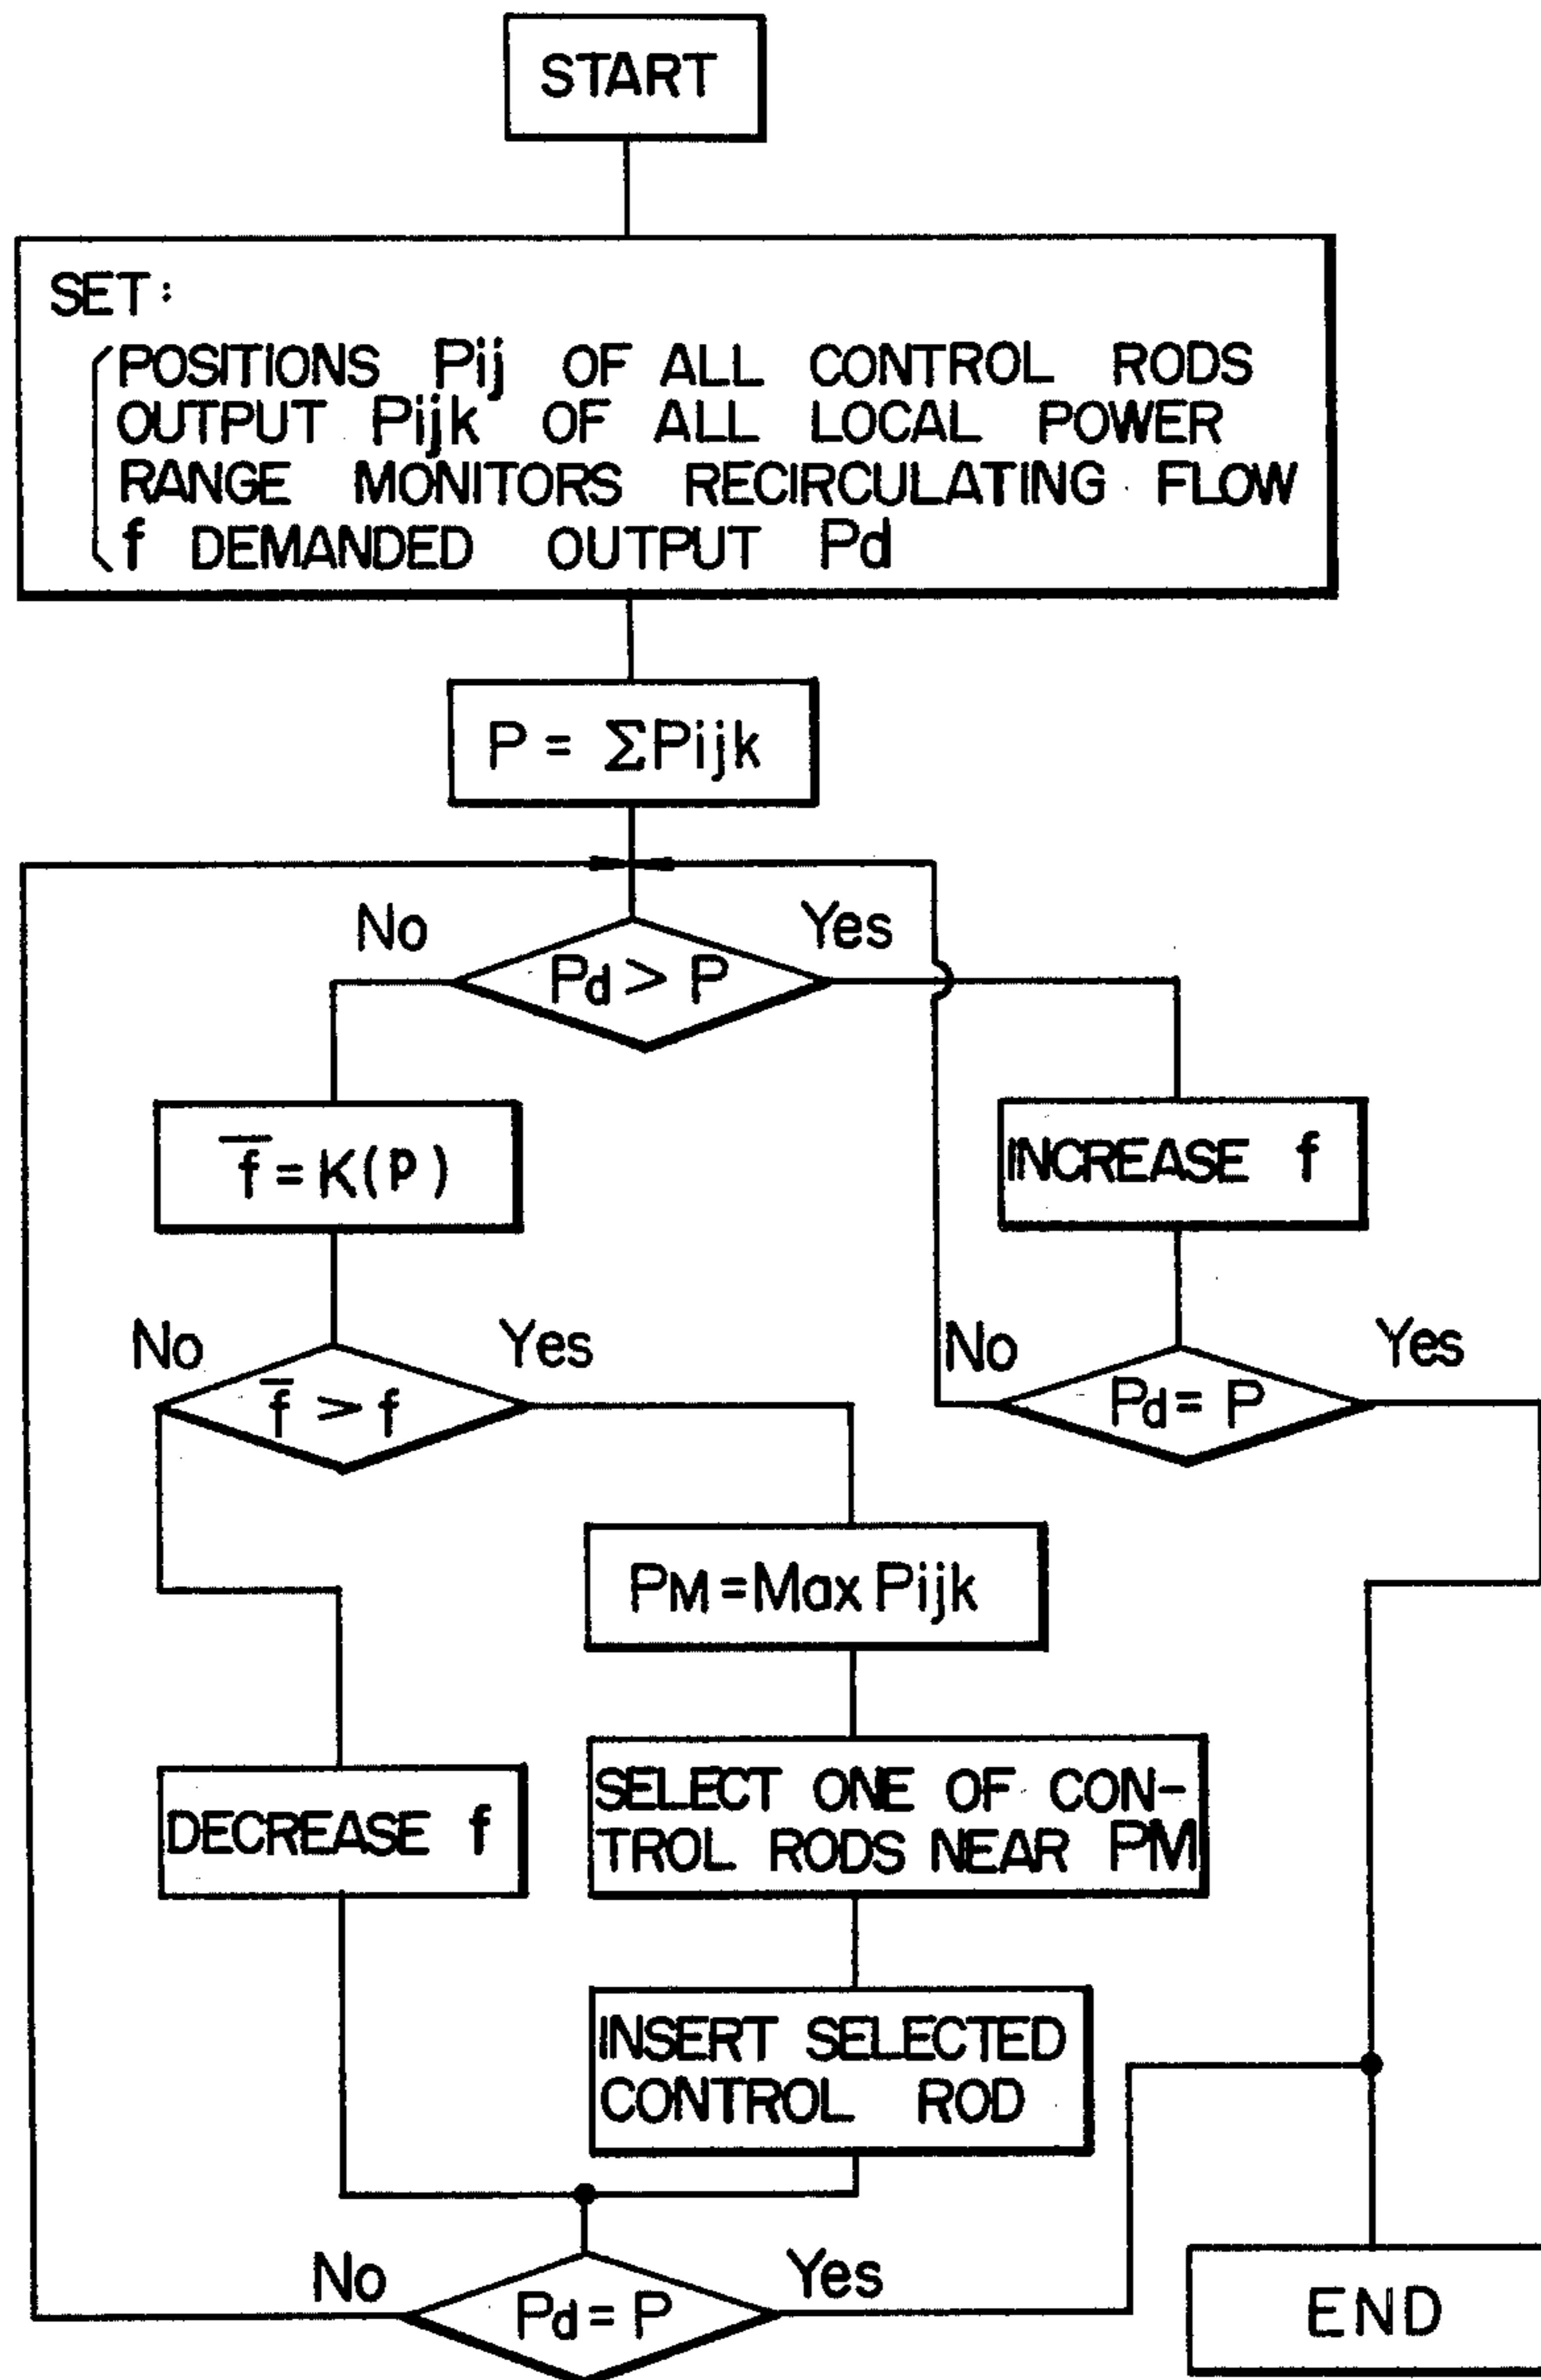 START
SET:
POSITIONS Pij OF ALL CONTROL RODS
OUTPUT Pijk OF ALL LOCAL POWER
RANGE MONITORS RECIRCULATING FLOW
f DEMANDED OUTPUT Pd
P = ΣPijk
No
Yes
Pd > P
f̅ = K(P)
INCREASE f
No
Yes
f̅ > f
No
Yes
Pd = P
PM = Max Pijk
DECREASE f
SELECT ONE OF CON-
TROL RODS NEAR PM
INSERT SELECTED
CONTROL ROD
No
Yes
Pd = P
END